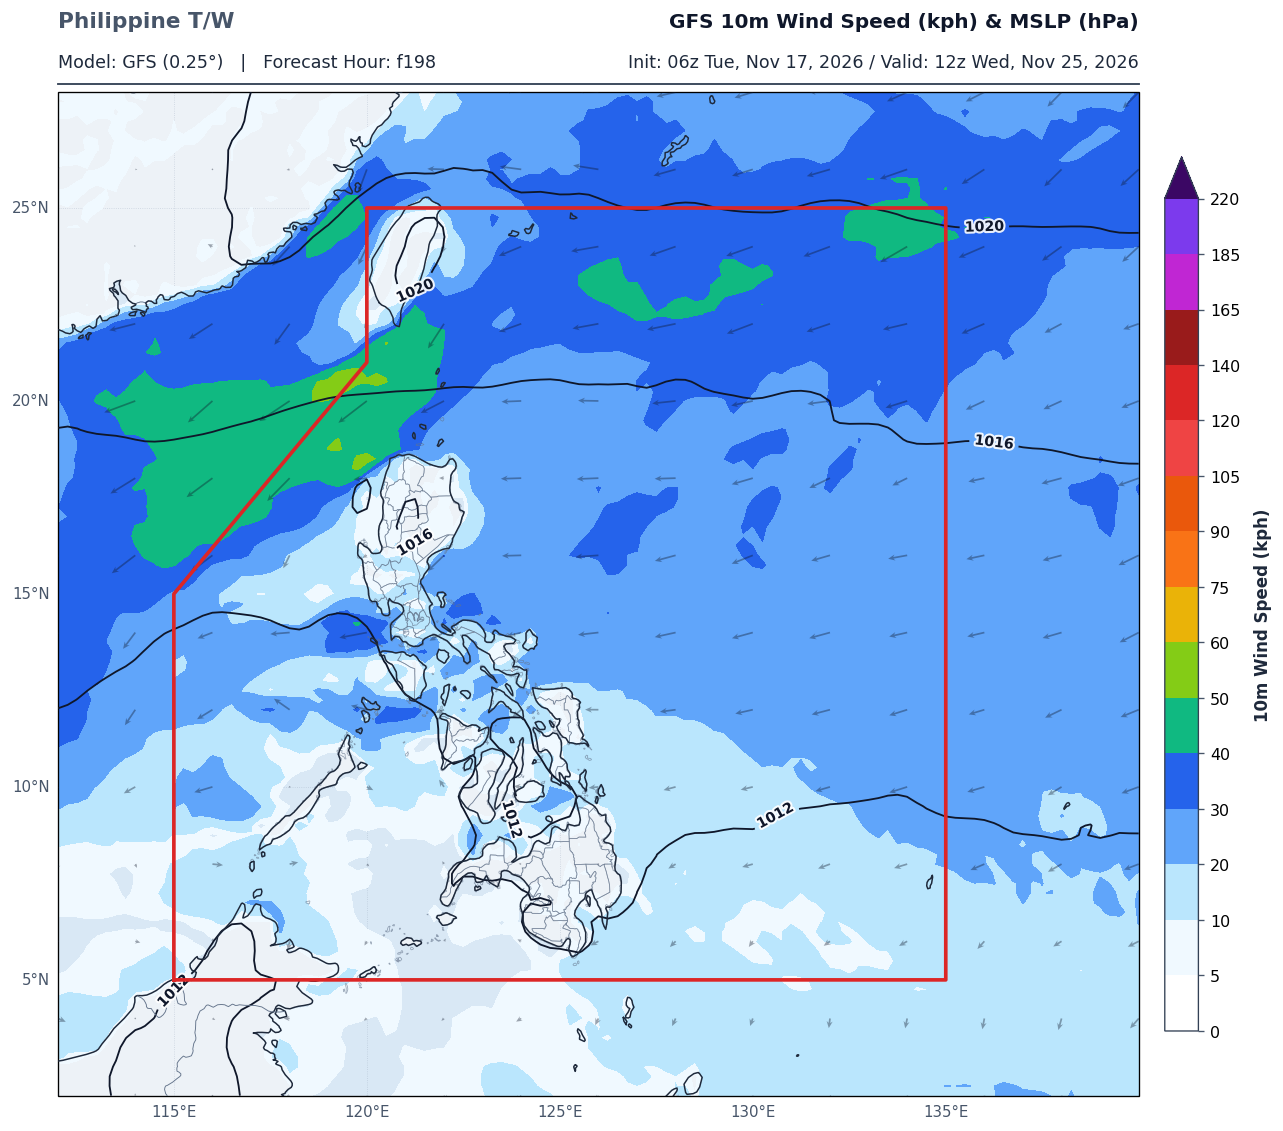 Philippine T/W
GFS 10m Wind Speed (kph) & MSLP (hPa)
Model: GFS (0.25°) | Forecast Hour: f198
Init: 06z Tue, Nov 17, 2026 / Valid: 12z Wed, Nov 25, 2026
25°N
20°N
15°N
10°N
5°N
115°E
120°E
125°E
130°E
135°E
1020
1020
1016
1016
1012
1012
1012
220
185
165
140
120
105
90
75
60
50
40
30
20
10
5
0
10m Wind Speed (kph)